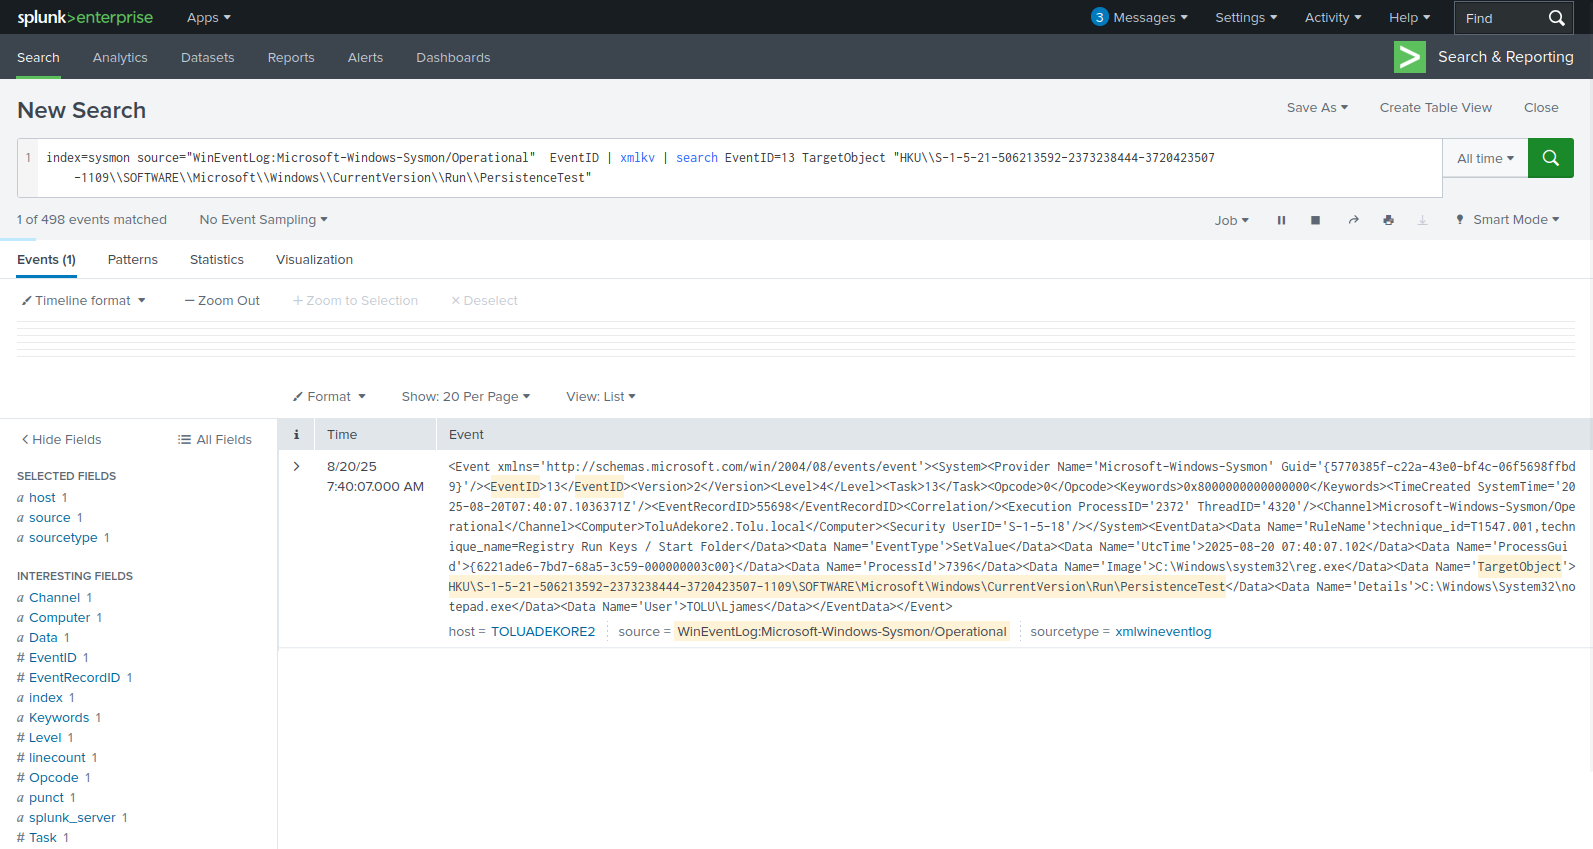 splunk>enterprise Apps 3 Messages Settings Activity Help Find
Search Analytics Datasets Reports Alerts Dashboards Search & Reporting
New Search Save As Create Table View Close
1 index=sysmon source="WinEventLog:Microsoft-Windows-Sysmon/Operational"  EventID | xmlkv | search EventID=13 TargetObject "HKU\\S-1-5-21-506213592-2373238444-3720423507
-1109\\SOFTWARE\\Microsoft\\Windows\\CurrentVersion\\Run\\PersistenceTest"
All time
1 of 498 events matched No Event Sampling Job Smart Mode
Events (1) Patterns Statistics Visualization
Timeline format — Zoom Out + Zoom to Selection × Deselect
Format Show: 20 Per Page View: List
< Hide Fields All Fields
SELECTED FIELDS
a host 1
a source 1
a sourcetype 1
INTERESTING FIELDS
a Channel 1
a Computer 1
a Data 1
# EventID 1
# EventRecordID 1
a index 1
a Keywords 1
# Level 1
# linecount 1
# Opcode 1
a punct 1
a splunk_server 1
# Task 1
i Time Event
> 8/20/25
7:40:07.000 AM
<Event xmlns='http://schemas.microsoft.com/win/2004/08/events/event'><System><Provider Name='Microsoft-Windows-Sysmon' Guid='{5770385f-c22a-43e0-bf4c-06f5698ffbd
9}'/><EventID>13</EventID><Version>2</Version><Level>4</Level><Task>13</Task><Opcode>0</Opcode><Keywords>0x8000000000000000</Keywords><TimeCreated SystemTime='20
25-08-20T07:40:07.1036371Z'/><EventRecordID>55698</EventRecordID><Correlation/><Execution ProcessID='2372' ThreadID='4320'/><Channel>Microsoft-Windows-Sysmon/Ope
rational</Channel><Computer>ToluAdekore2.Tolu.local</Computer><Security UserID='S-1-5-18'/></System><EventData><Data Name='RuleName'>technique_id=T1547.001,techn
ique_name=Registry Run Keys / Start Folder</Data><Data Name='EventType'>SetValue</Data><Data Name='UtcTime'>2025-08-20 07:40:07.102</Data><Data Name='ProcessGui
d'>{6221ade6-7bd7-68a5-3c59-000000003c00}</Data><Data Name='ProcessId'>7396</Data><Data Name='Image'>C:\Windows\system32\reg.exe</Data><Data Name='TargetObject'>
HKU\S-1-5-21-506213592-2373238444-3720423507-1109\SOFTWARE\Microsoft\Windows\CurrentVersion\Run\PersistenceTest</Data><Data Name='Details'>C:\Windows\System32\no
tepad.exe</Data><Data Name='User'>TOLU\Ljames</Data></EventData></Event>
host = TOLUADEKORE2 source = WinEventLog:Microsoft-Windows-Sysmon/Operational sourcetype = xmlwineventlog